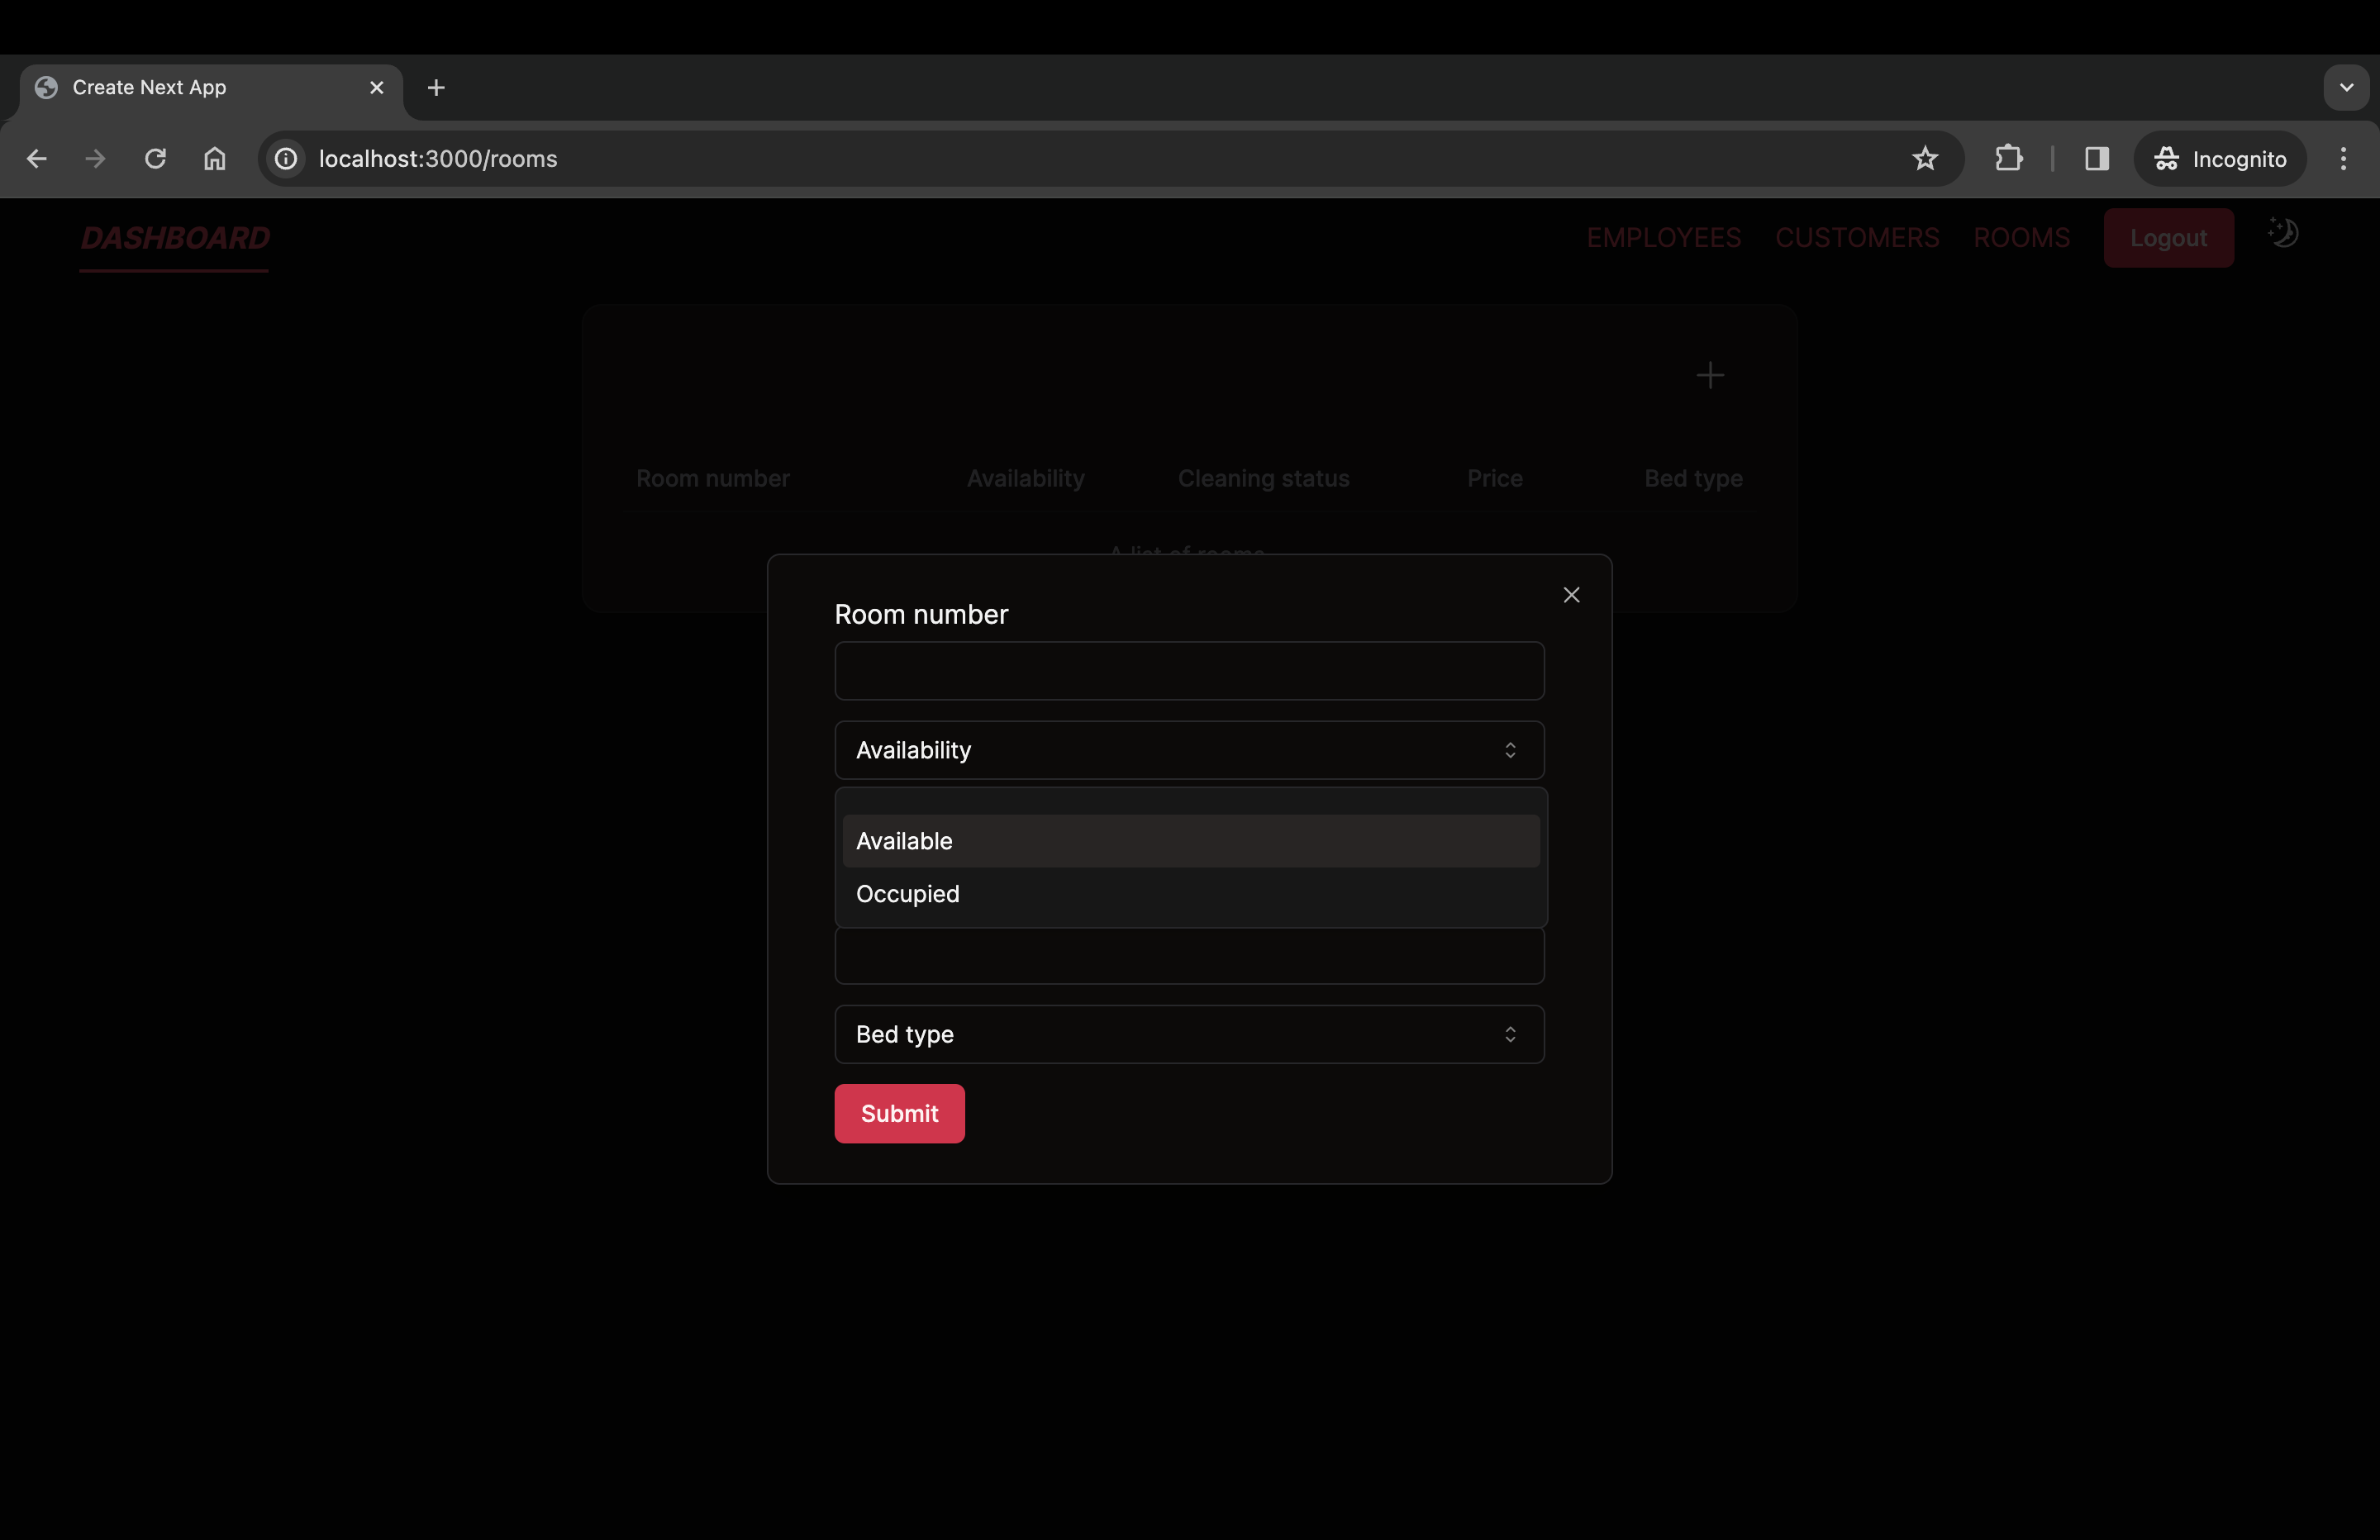 Create Next App
localhost:3000/rooms
Incognito
DASHBOARD
EMPLOYEES CUSTOMERS ROOMS Logout
Room number Availability Cleaning status Price Bed type
A list of rooms
Room number
Availability
Available
Occupied
Bed type
Submit